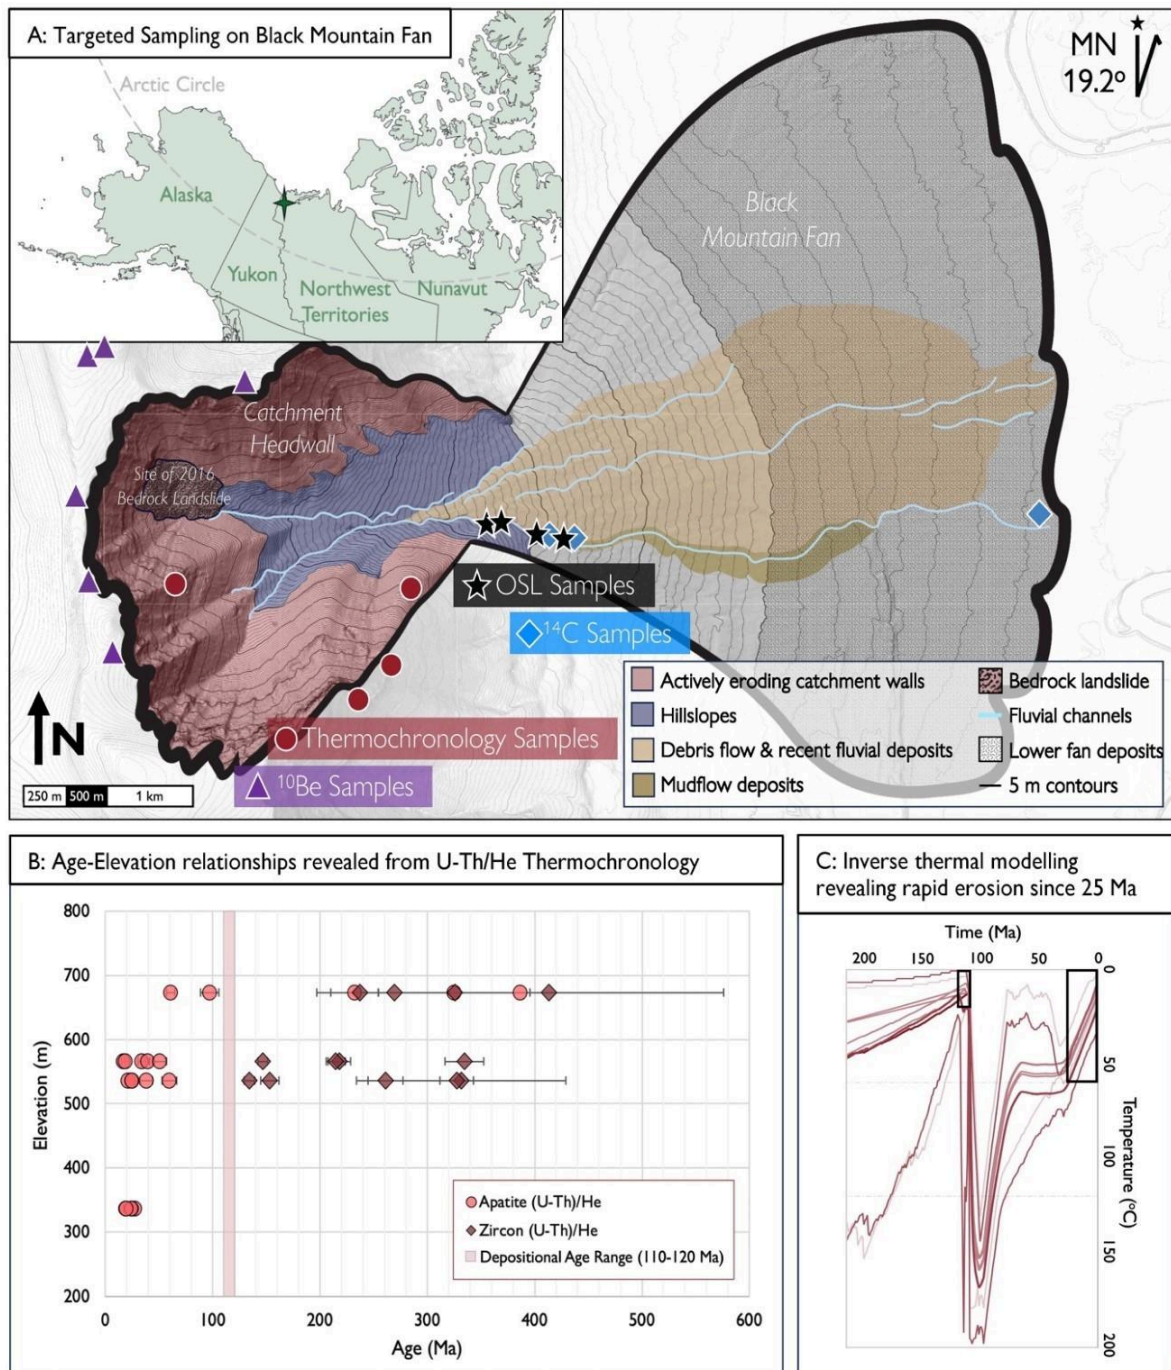 A: Targeted Sampling on Black Mountain Fan
MN
19.2°
Arctic Circle
Alaska
Yukon
Northwest
Territories
Nunavut
Black
Mountain Fan
Catchment
Headwall
Site of 2016
Bedrock Landslide
OSL Samples
¹⁴C Samples
Thermochronology Samples
¹⁰Be Samples
N
250 m 500 m 1 km
Actively eroding catchment walls
Hillslopes
Debris flow & recent fluvial deposits
Mudflow deposits
Bedrock landslide
Fluvial channels
Lower fan deposits
5 m contours
B: Age-Elevation relationships revealed from U-Th/He Thermochronology
800
700
600
500
400
300
200
Elevation (m)
0 100 200 300 400 500 600
Age (Ma)
Apatite (U-Th)/He
Zircon (U-Th)/He
Depositional Age Range (110-120 Ma)
C: Inverse thermal modelling
revealing rapid erosion since 25 Ma
Time (Ma)
200 150 100 50 0
0
50
100
150
200
Temperature (°C)